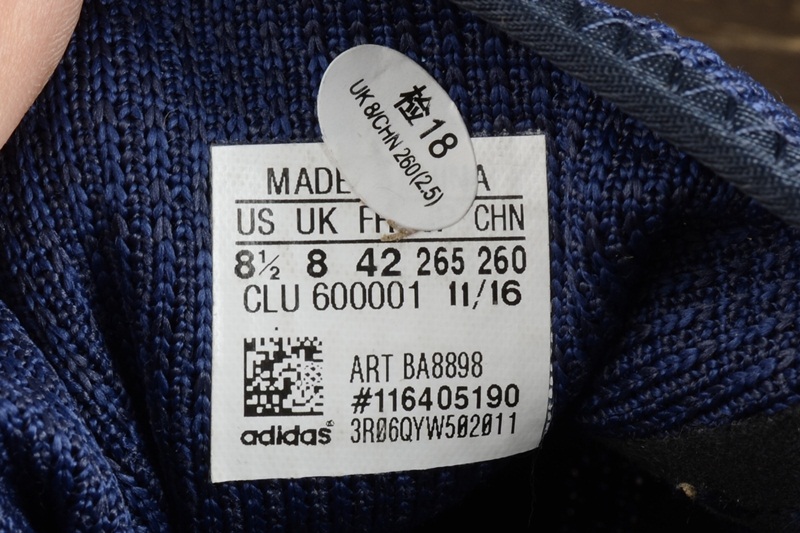 检18
UK 8/CHN 260(2.5)
MADE A
US UK FR CHN
8½ 8 42 265 260
CLU 600001 11/16
ART BA8898
#116405190
adidas®
3R06QYW502011